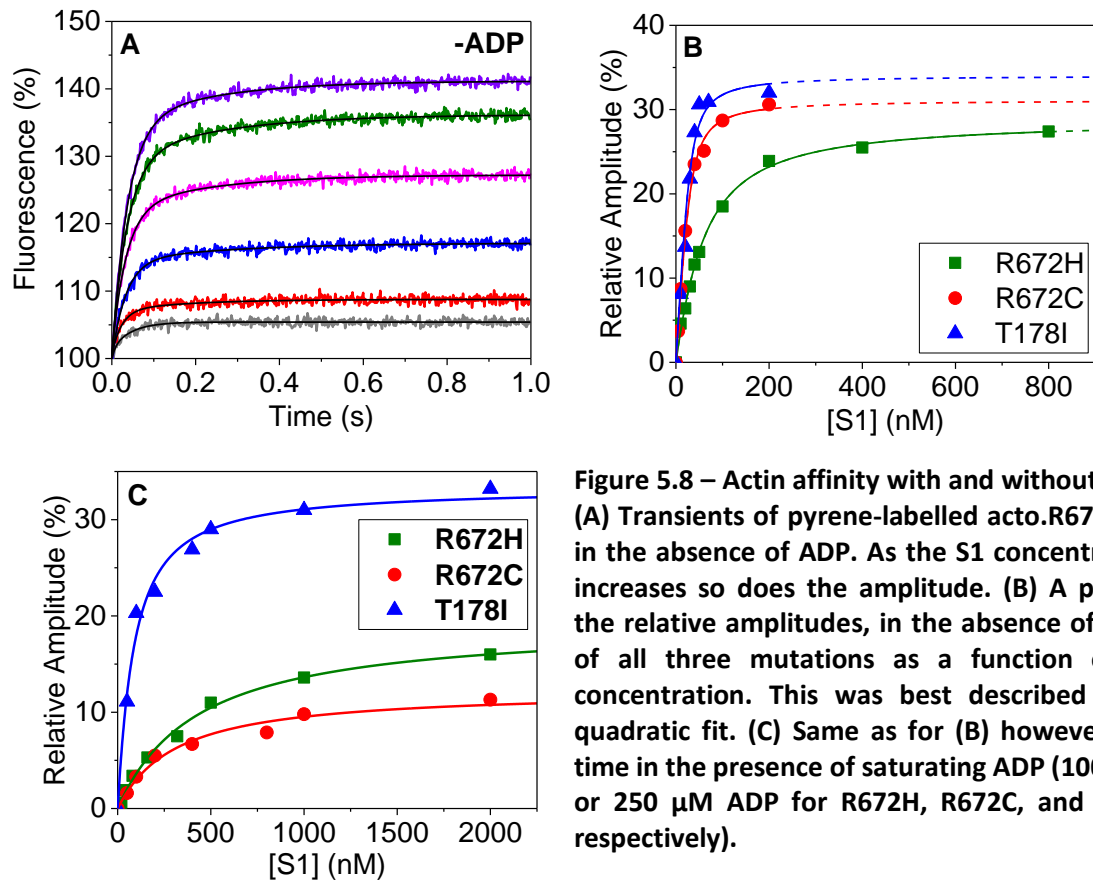 A
-ADP
150
140
130
120
110
100
Fluorescence (%)
0.0 0.2 0.4 0.6 0.8 1.0
Time (s)
B
40
30
20
10
0
Relative Amplitude (%)
R672H
R672C
T178I
0 200 400 600 800
[S1] (nM)
C
30
20
10
0
Relative Amplitude (%)
R672H
R672C
T178I
0 500 1000 1500 2000
[S1] (nM)
Figure 5.8 – Actin affinity with and without
(A) Transients of pyrene-labelled acto.R67
in the absence of ADP. As the S1 concentr
increases so does the amplitude. (B) A p
the relative amplitudes, in the absence of
of all three mutations as a function
concentration. This was best described
quadratic fit. (C) Same as for (B) however
time in the presence of saturating ADP (100
or 250 µM ADP for R672H, R672C, and
respectively).